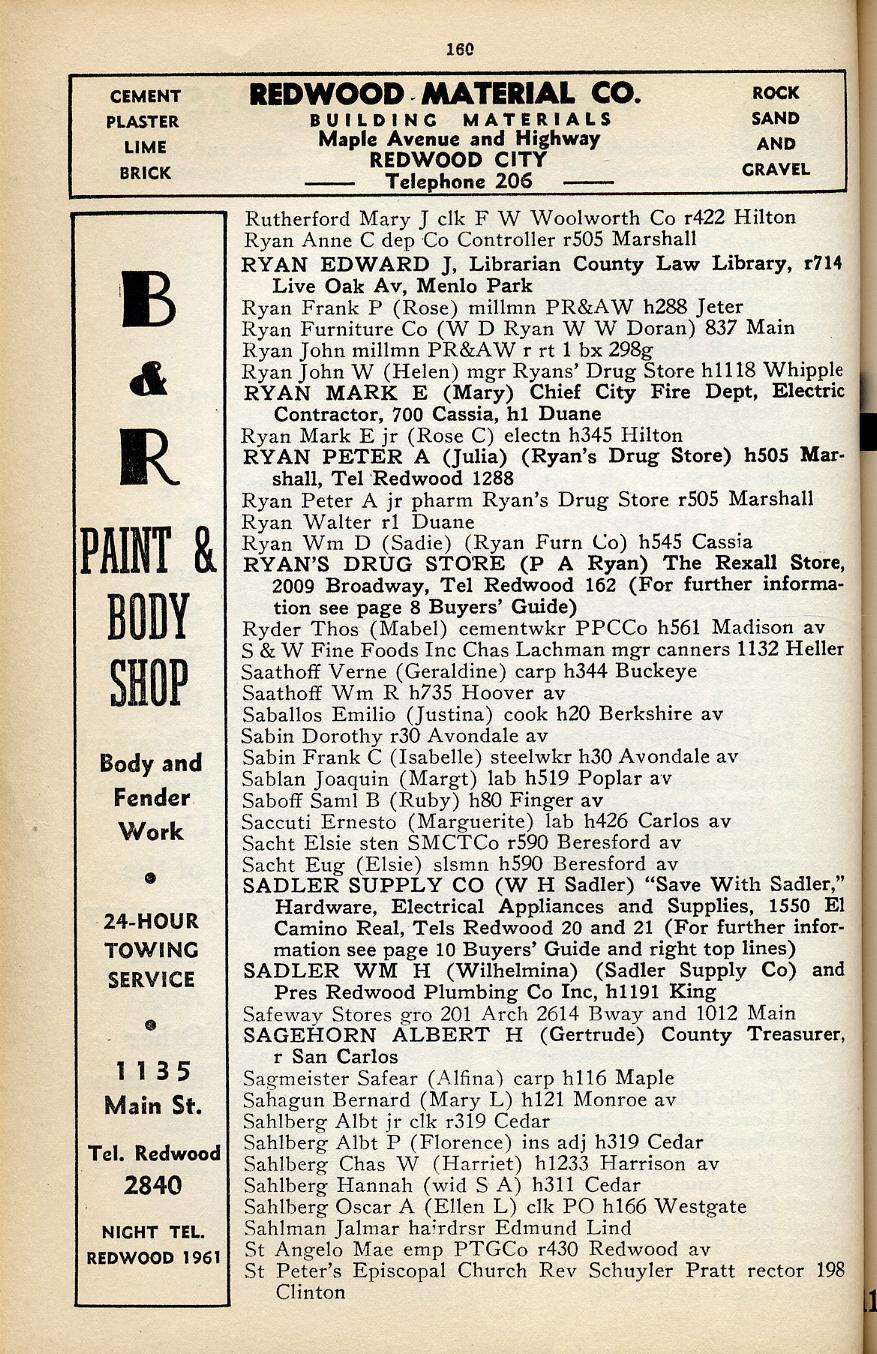 160
CEMENT
PLASTER
LIME
BRICK
REDWOOD MATERIAL CO.
BUILDING MATERIALS
Maple Avenue and Highway
REDWOOD CITY
Telephone 206
ROCK
SAND
AND
GRAVEL
B
&
R
PAINT &
BODY
SHOP
Body and
Fender
Work
24-HOUR
TOWING
SERVICE
1135
Main St.
Tel. Redwood
2840
NIGHT TEL.
REDWOOD 1961
Rutherford Mary J clk F W Woolworth Co r422 Hilton
Ryan Anne C dep Co Controller r505 Marshall
RYAN EDWARD J, Librarian County Law Library, r714
Live Oak Av, Menlo Park
Ryan Frank P (Rose) millmn PR&AW h288 Jeter
Ryan Furniture Co (W D Ryan W W Doran) 837 Main
Ryan John millmn PR&AW r rt 1 bx 298g
Ryan John W (Helen) mgr Ryans' Drug Store h1118 Whipple
RYAN MARK E (Mary) Chief City Fire Dept, Electric
Contractor, 700 Cassia, h1 Duane
Ryan Mark E jr (Rose C) electn h345 Hilton
RYAN PETER A (Julia) (Ryan's Drug Store) h505 Mar-
shall, Tel Redwood 1288
Ryan Peter A jr pharm Ryan's Drug Store r505 Marshall
Ryan Walter r1 Duane
Ryan Wm D (Sadie) (Ryan Furn Co) h545 Cassia
RYAN'S DRUG STORE (P A Ryan) The Rexall Store,
2009 Broadway, Tel Redwood 162 (For further informa-
tion see page 8 Buyers' Guide)
Ryder Thos (Mabel) cementwkr PPCCo h561 Madison av
S & W Fine Foods Inc Chas Lachman mgr canners 1132 Heller
Saathoff Verne (Geraldine) carp h344 Buckeye
Saathoff Wm R h735 Hoover av
Saballos Emilio (Justina) cook h20 Berkshire av
Sabin Dorothy r30 Avondale av
Sabin Frank C (Isabelle) steelwkr h30 Avondale av
Sablan Joaquin (Margt) lab h519 Poplar av
Saboff Saml B (Ruby) h80 Finger av
Saccuti Ernesto (Marguerite) lab h426 Carlos av
Sacht Elsie sten SMCTCo r590 Beresford av
Sacht Eug (Elsie) slsmn h590 Beresford av
SADLER SUPPLY CO (W H Sadler) "Save With Sadler,"
Hardware, Electrical Appliances and Supplies, 1550 El
Camino Real, Tels Redwood 20 and 21 (For further infor-
mation see page 10 Buyers' Guide and right top lines)
SADLER WM H (Wilhelmina) (Sadler Supply Co) and
Pres Redwood Plumbing Co Inc, h1191 King
Safeway Stores gro 201 Arch 2614 Bway and 1012 Main
SAGEHORN ALBERT H (Gertrude) County Treasurer,
r San Carlos
Sagmeister Safear (Alfina) carp h116 Maple
Sahagun Bernard (Mary L) h121 Monroe av
Sahlberg Albt jr clk r319 Cedar
Sahlberg Albt P (Florence) ins adj h319 Cedar
Sahlberg Chas W (Harriet) h1233 Harrison av
Sahlberg Hannah (wid S A) h311 Cedar
Sahlberg Oscar A (Ellen L) clk PO h166 Westgate
Sahlman Jalmar hairdrsr Edmund Lind
St Angelo Mae emp PTGCo r430 Redwood av
St Peter's Episcopal Church Rev Schuyler Pratt rector 198
Clinton